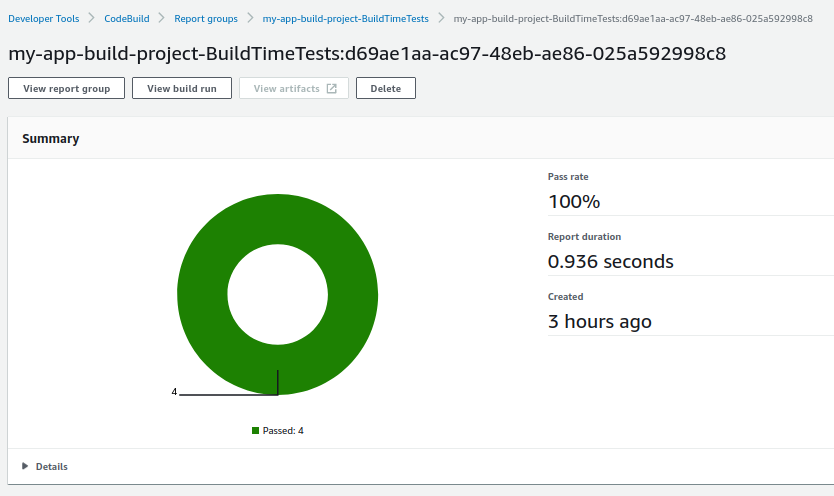 Developer Tools CodeBuild Report groups my-app-build-project-BuildTimeTests my-app-build-project-BuildTimeTests:d69ae1aa-ac97-48eb-ae86-025a592998c8
my-app-build-project-BuildTimeTests:d69ae1aa-ac97-48eb-ae86-025a592998c8
View report group View build run View artifacts Delete
Summary
Pass rate
100%
Report duration
0.936 seconds
Created
3 hours ago
4
Passed: 4
Details